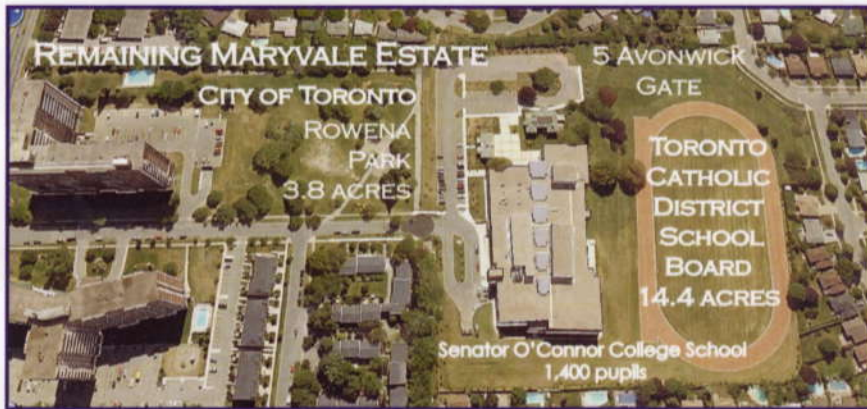 REMAINING MARYVALE ESTATE
CITY OF TORONTO
ROWENA
PARK
3.8 ACRES
5 AVONWICK
GATE
TORONTO
CATHOLIC
DISTRICT
SCHOOL
BOARD
14.4 ACRES
Senator O'Connor College School
1,400 pupils